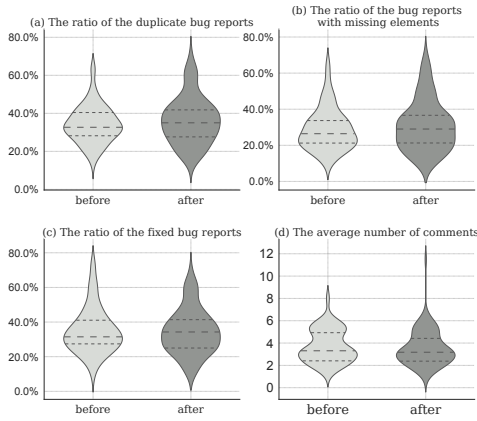 (a) The ratio of the duplicate bug reports
80.0%
60.0%
40.0%
20.0%
0.0%
before
after
(b) The ratio of the bug reports
with missing elements
80.0%
60.0%
40.0%
20.0%
0.0%
before
after
(c) The ratio of the fixed bug reports
80.0%
60.0%
40.0%
20.0%
0.0%
before
after
(d) The average number of comments
12
10
8
6
4
2
0
before
after